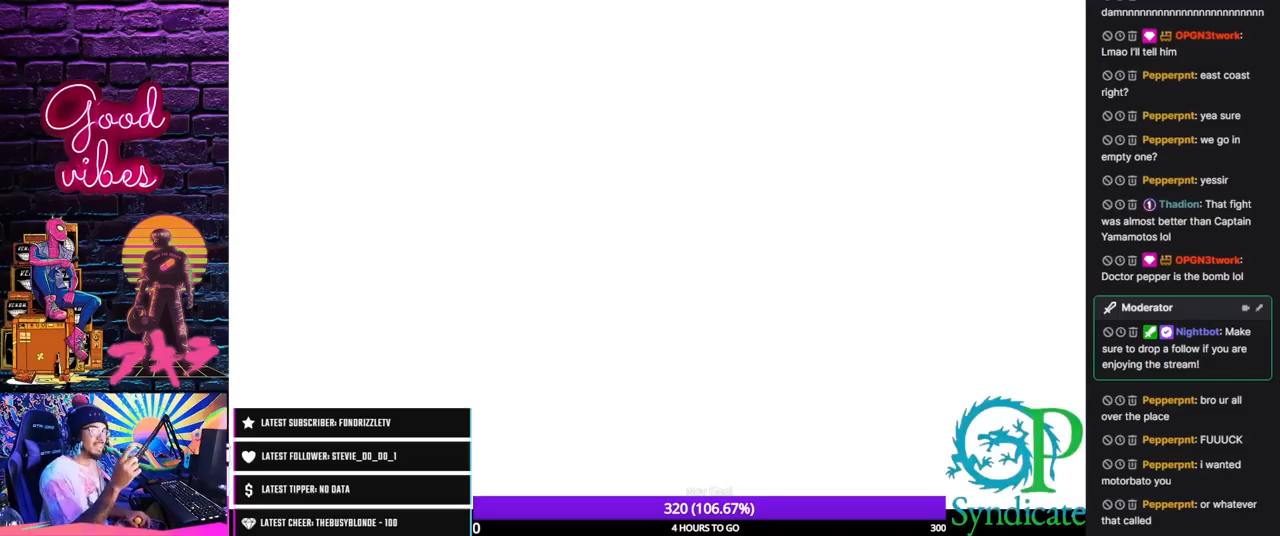 Good
vibes
LATEST SUBSCRIBER: FONDRIZZLETV
LATEST FOLLOWER: STEVIE_DO_DO_1
LATEST TIPPER: NO DATA
LATEST CHEER: THEBUSYBLONDE - 100
320 (106.67%)
0
4 HOURS TO GO
300
OP
Syndicate
damnnnnnnnnnnnnnnnnnnnnnnnnn
OPGN3twork:
Lmao I'll tell him
Pepperpnt: east coast
right?
Pepperpnt: yea sure
Pepperpnt: we go in
empty one?
Pepperpnt: yessir
Thadion: That fight
was almost better than Captain
Yamamotos lol
OPGN3twork:
Doctor pepper is the bomb lol
Moderator
Nightbot: Make
sure to drop a follow if you are
enjoying the stream!
Pepperpnt: bro ur all
over the place
Pepperpnt: FUUUCK
Pepperpnt: i wanted
motorbato you
Pepperpnt: or whatever
that called